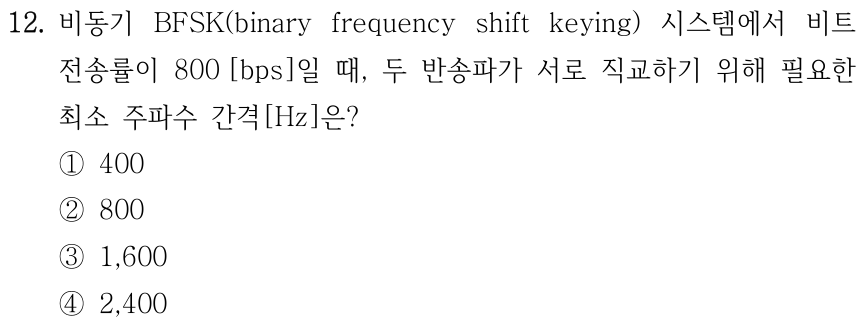 12. 비동기 BFSK(binary frequency shift keying) 시스템에서 비트
전송률이 800 [bps]일 때, 두 반송파가 서로 직교하기 위해 필요한
최소 주파수 간격[Hz]은?
① 400
② 800
③ 1,600
④ 2,400